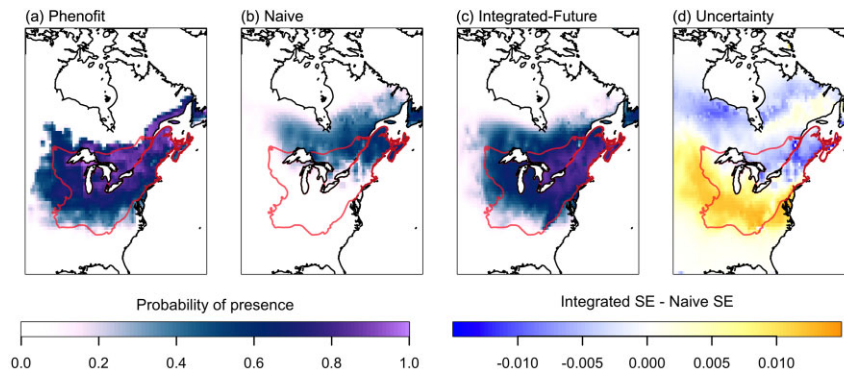 (a) Phenofit (b) Naive (c) Integrated-Future (d) Uncertainty
Probability of presence Integrated SE - Naive SE
0.0 0.2 0.4 0.6 0.8 1.0 -0.010 -0.005 0.000 0.005 0.010